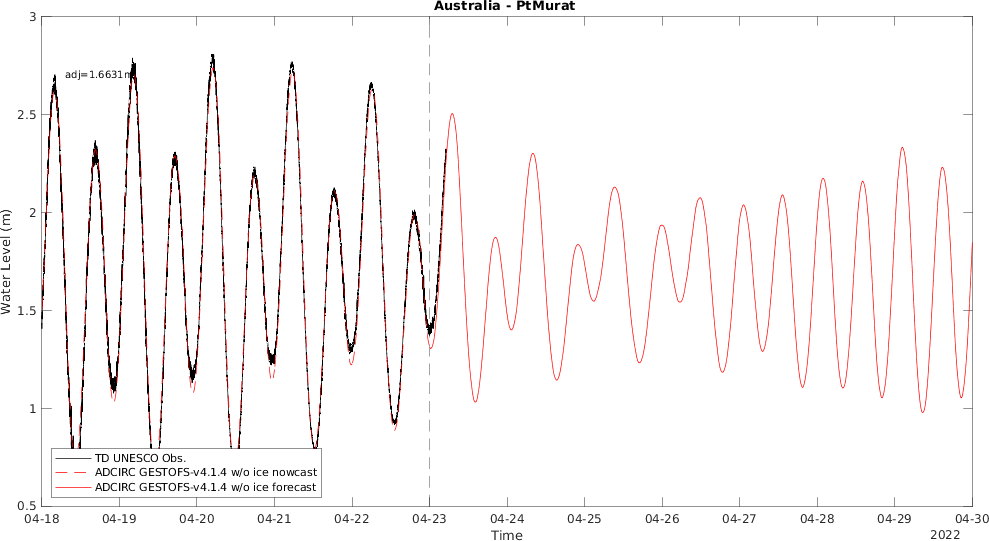 Australia - PtMurat
3
adj=1.6631m
2.5
2
Water Level (m)
1.5
1
TD UNESCO Obs.
ADCIRC GESTOFS-v4.1.4 w/o ice nowcast
ADCIRC GESTOFS-v4.1.4 w/o ice forecast
0.5
04-18 04-19 04-20 04-21 04-22 04-23 04-24 04-25 04-26 04-27 04-28 04-29 04-30
Time
2022